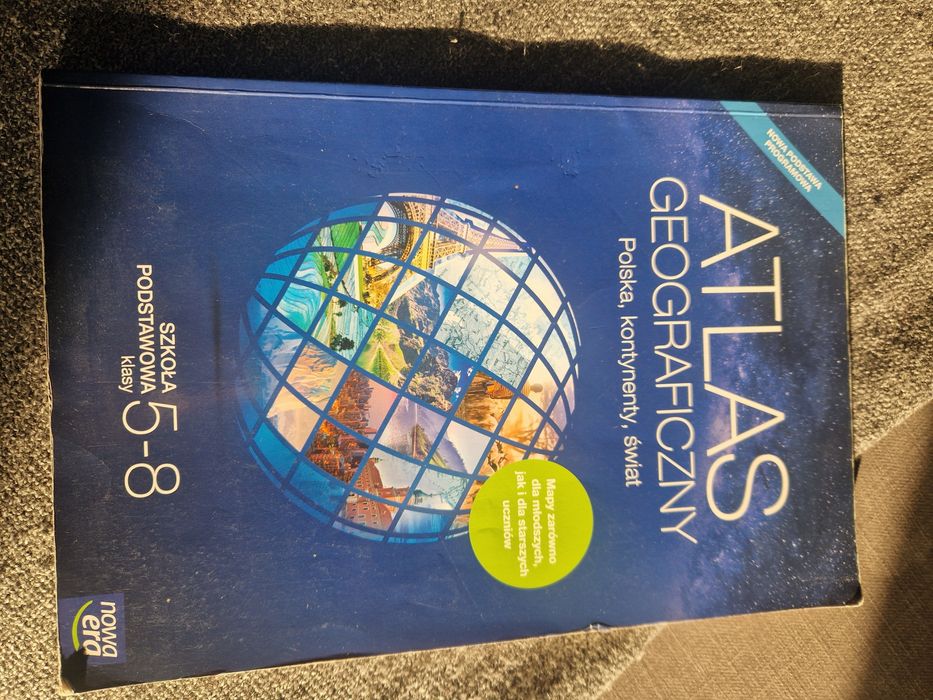 NOWA PODSTAWA
PROGRAMOWA
ATLAS
GEOGRAFICZNY
Polska, kontynenty, świat
Mapy zarówno
dla młodszych,
jak i dla starszych
uczniów
SZKOŁA
PODSTAWOWA
klasy 5-8
nowa
era